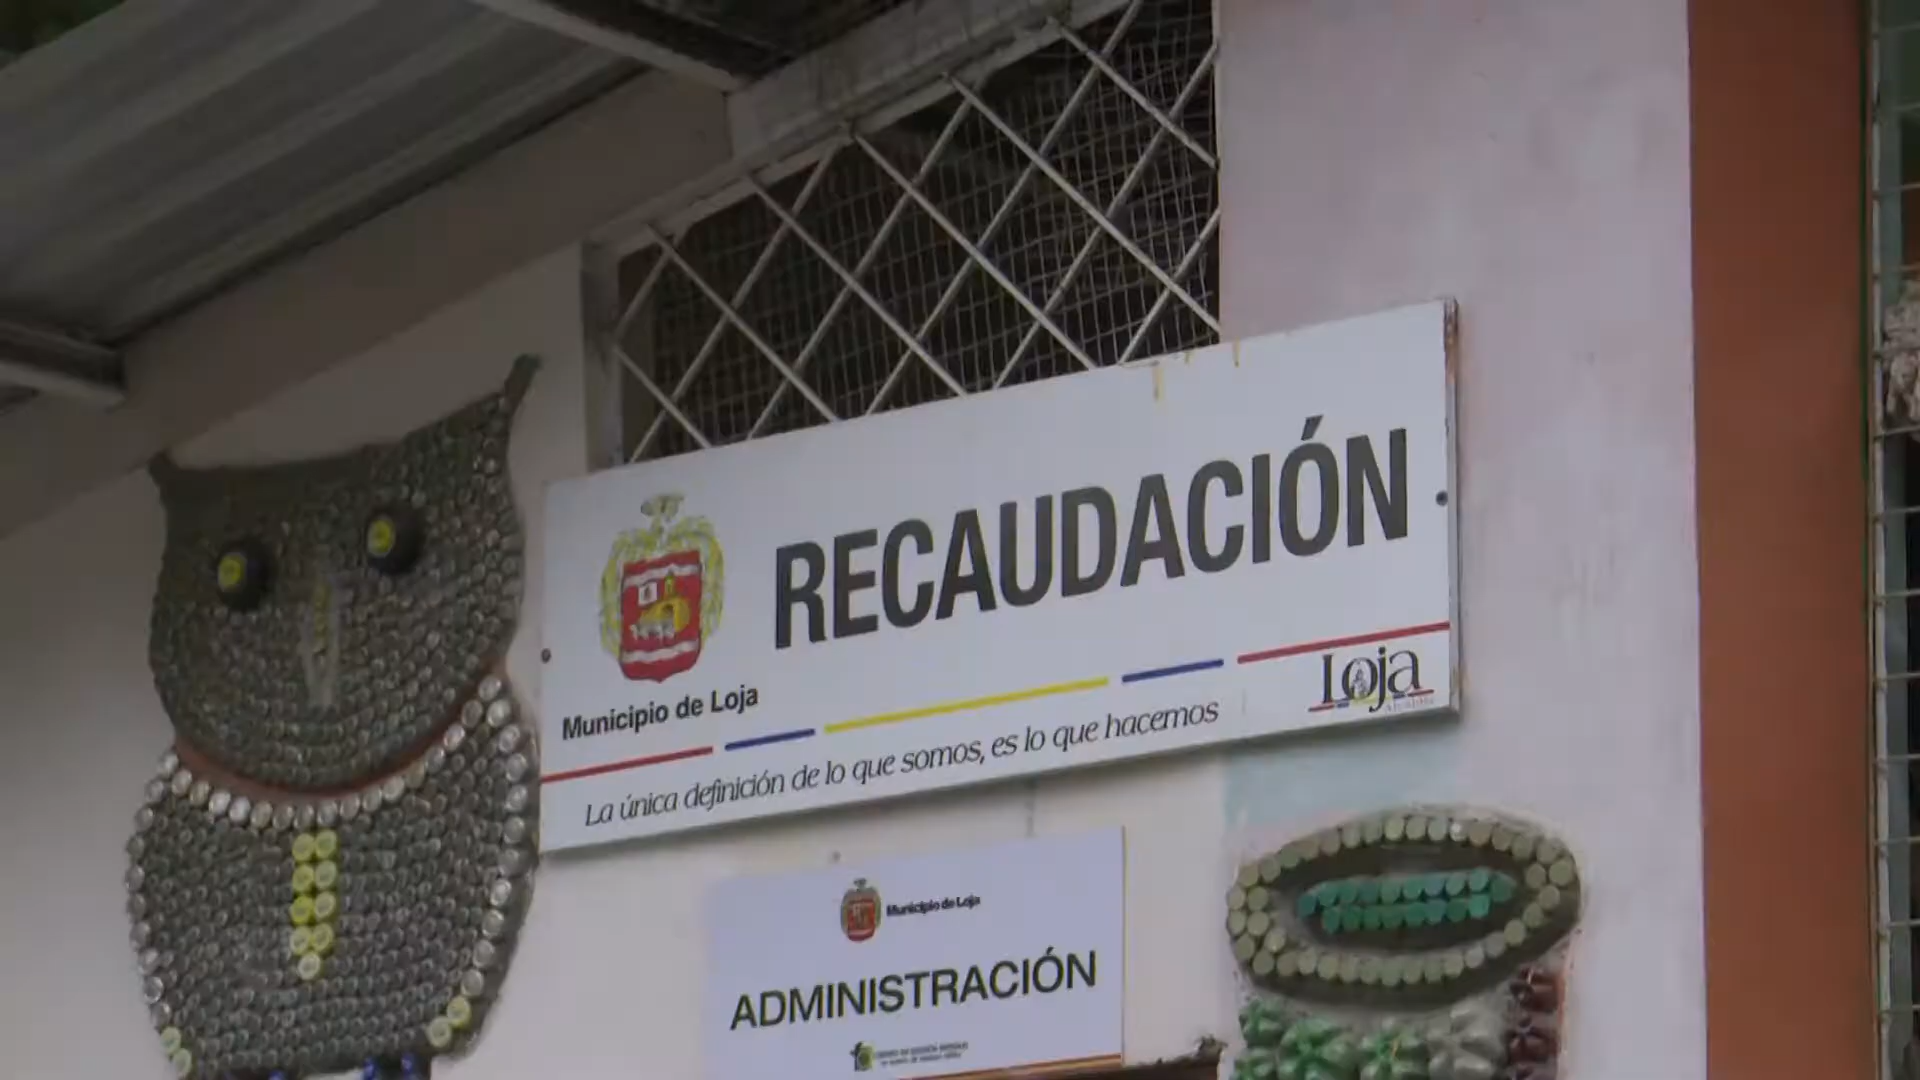 RECAUDACIÓN
Municipio de Loja
Loja
La única definición de lo que somos, es lo que hacemos
Municipio de Loja
ADMINISTRACIÓN